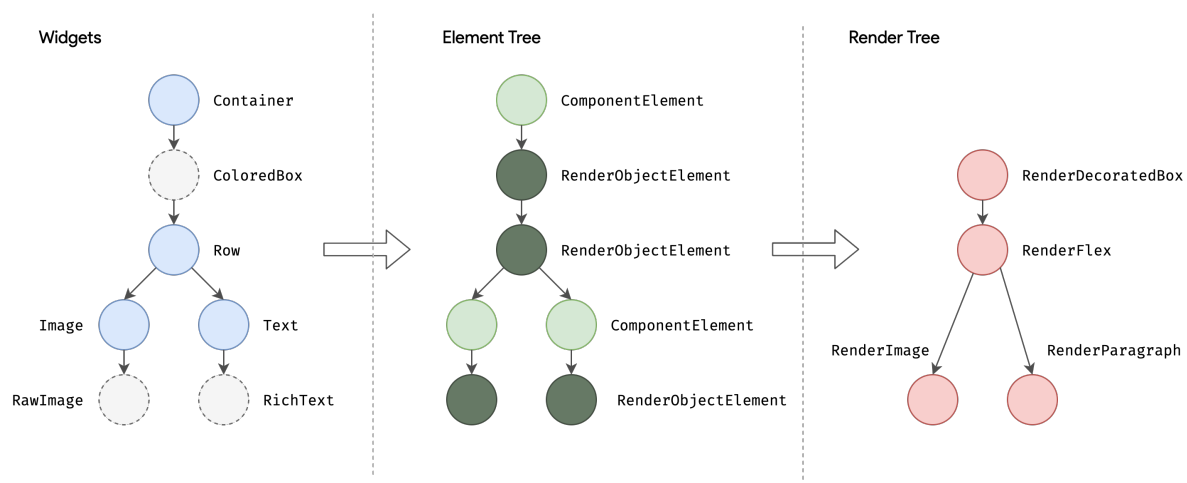 Widgets
Container
ColoredBox
Row
Image
Text
RawImage
RichText
Element Tree
ComponentElement
RenderObjectElement
RenderObjectElement
ComponentElement
RenderObjectElement
Render Tree
RenderDecoratedBox
RenderFlex
RenderImage
RenderParagraph